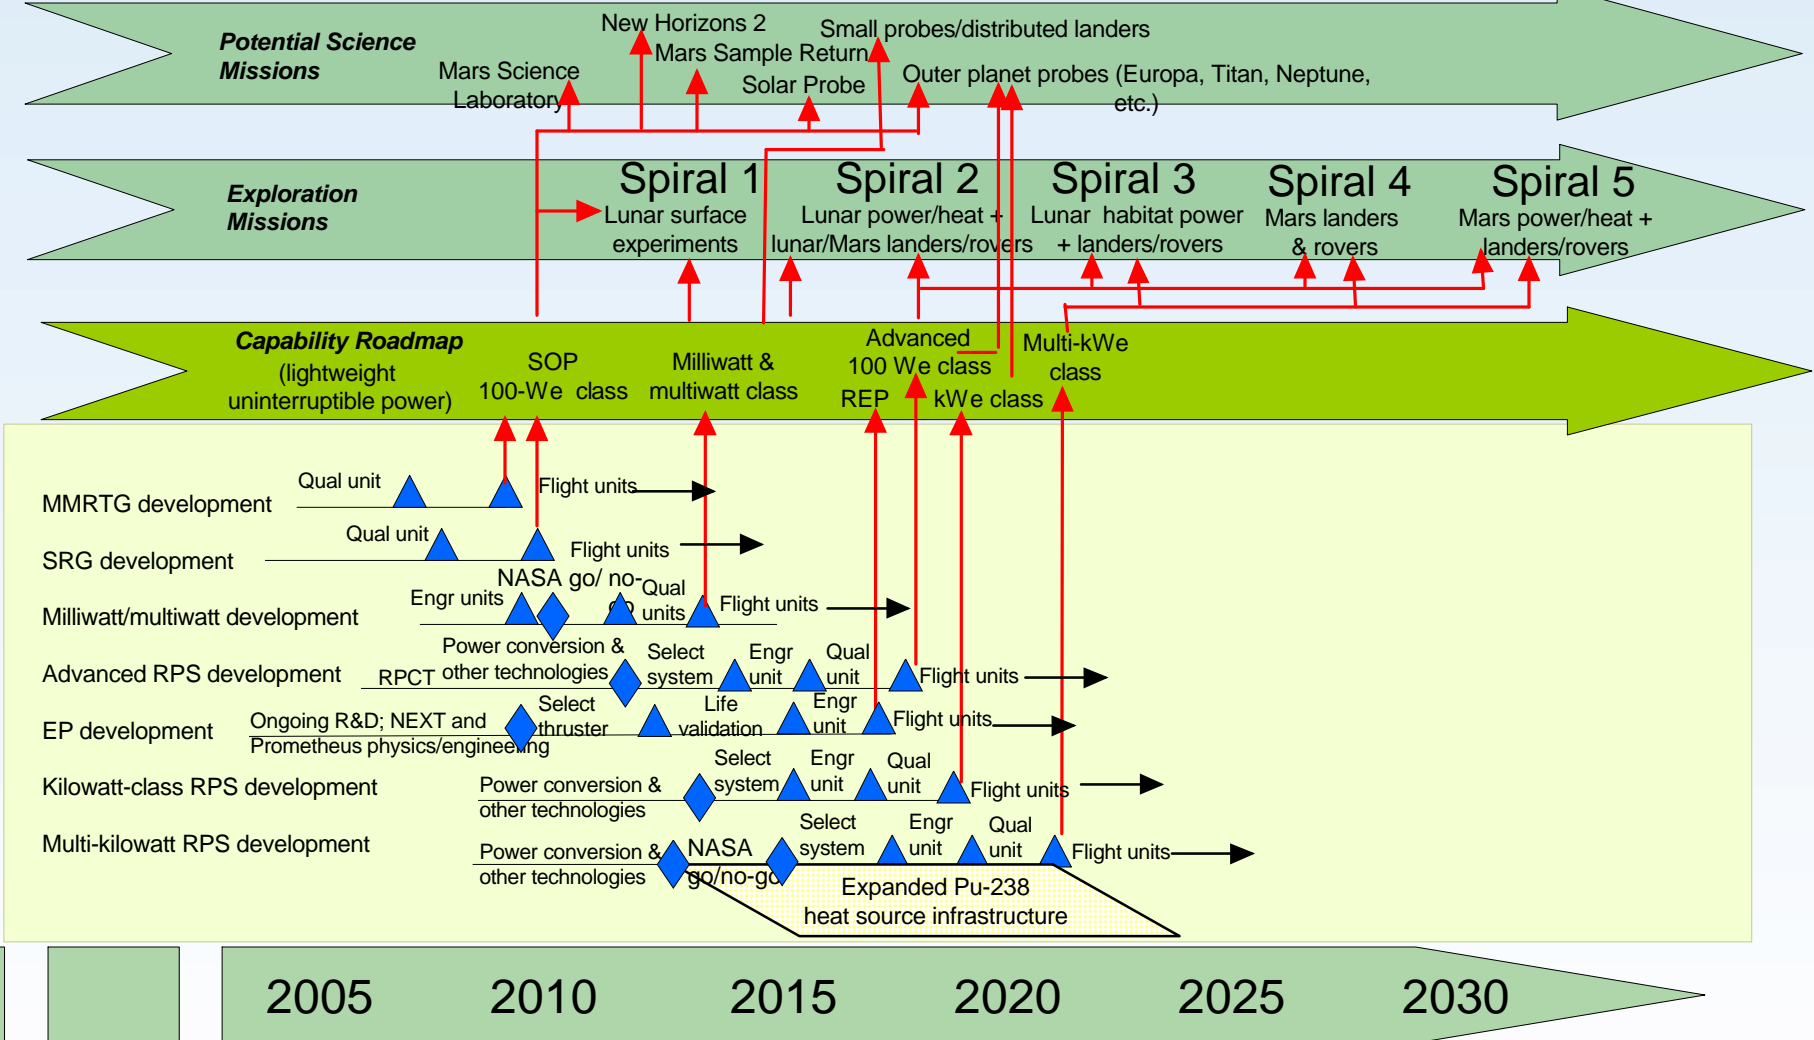 Potential Science
Missions
Mars Science
Laboratory
New Horizons 2
Mars Sample Return
Solar Probe
Small probes/distributed landers
Outer planet probes (Europa, Titan, Neptune,
etc.)
Exploration
Missions
Spiral 1
Lunar surface
experiments
Spiral 2
Lunar power/heat +
lunar/Mars landers/rovers
Spiral 3
Lunar habitat power
+ landers/rovers
Spiral 4
Mars landers
& rovers
Spiral 5
Mars power/heat +
landers/rovers
Capability Roadmap
(lightweight
uninterruptible power)
SOP
100-We class
Milliwatt &
multiwatt class
Advanced
100 We class
REP
kWe class
Multi-kWe
class
MMRTG development
Qual unit
Flight units
SRG development
Qual unit
Flight units
Milliwatt/multiwatt development
Engr units
NASA go/ no-
go
Qual
units
Flight units
Advanced RPS development
RPCT
Power conversion &
other technologies
Select
system
Engr
unit
Qual
unit
Flight units
EP development
Ongoing R&D; NEXT and
Prometheus physics/engineering
Select
thruster
Life
validation
Engr
unit
Flight units
Kilowatt-class RPS development
Power conversion &
other technologies
Select
system
Engr
unit
Qual
unit
Flight units
Multi-kilowatt RPS development
Power conversion &
other technologies
NASA
go/no-go
Select
system
Engr
unit
Qual
unit
Flight units
Expanded Pu-238
heat source infrastructure
2005
2010
2015
2020
2025
2030